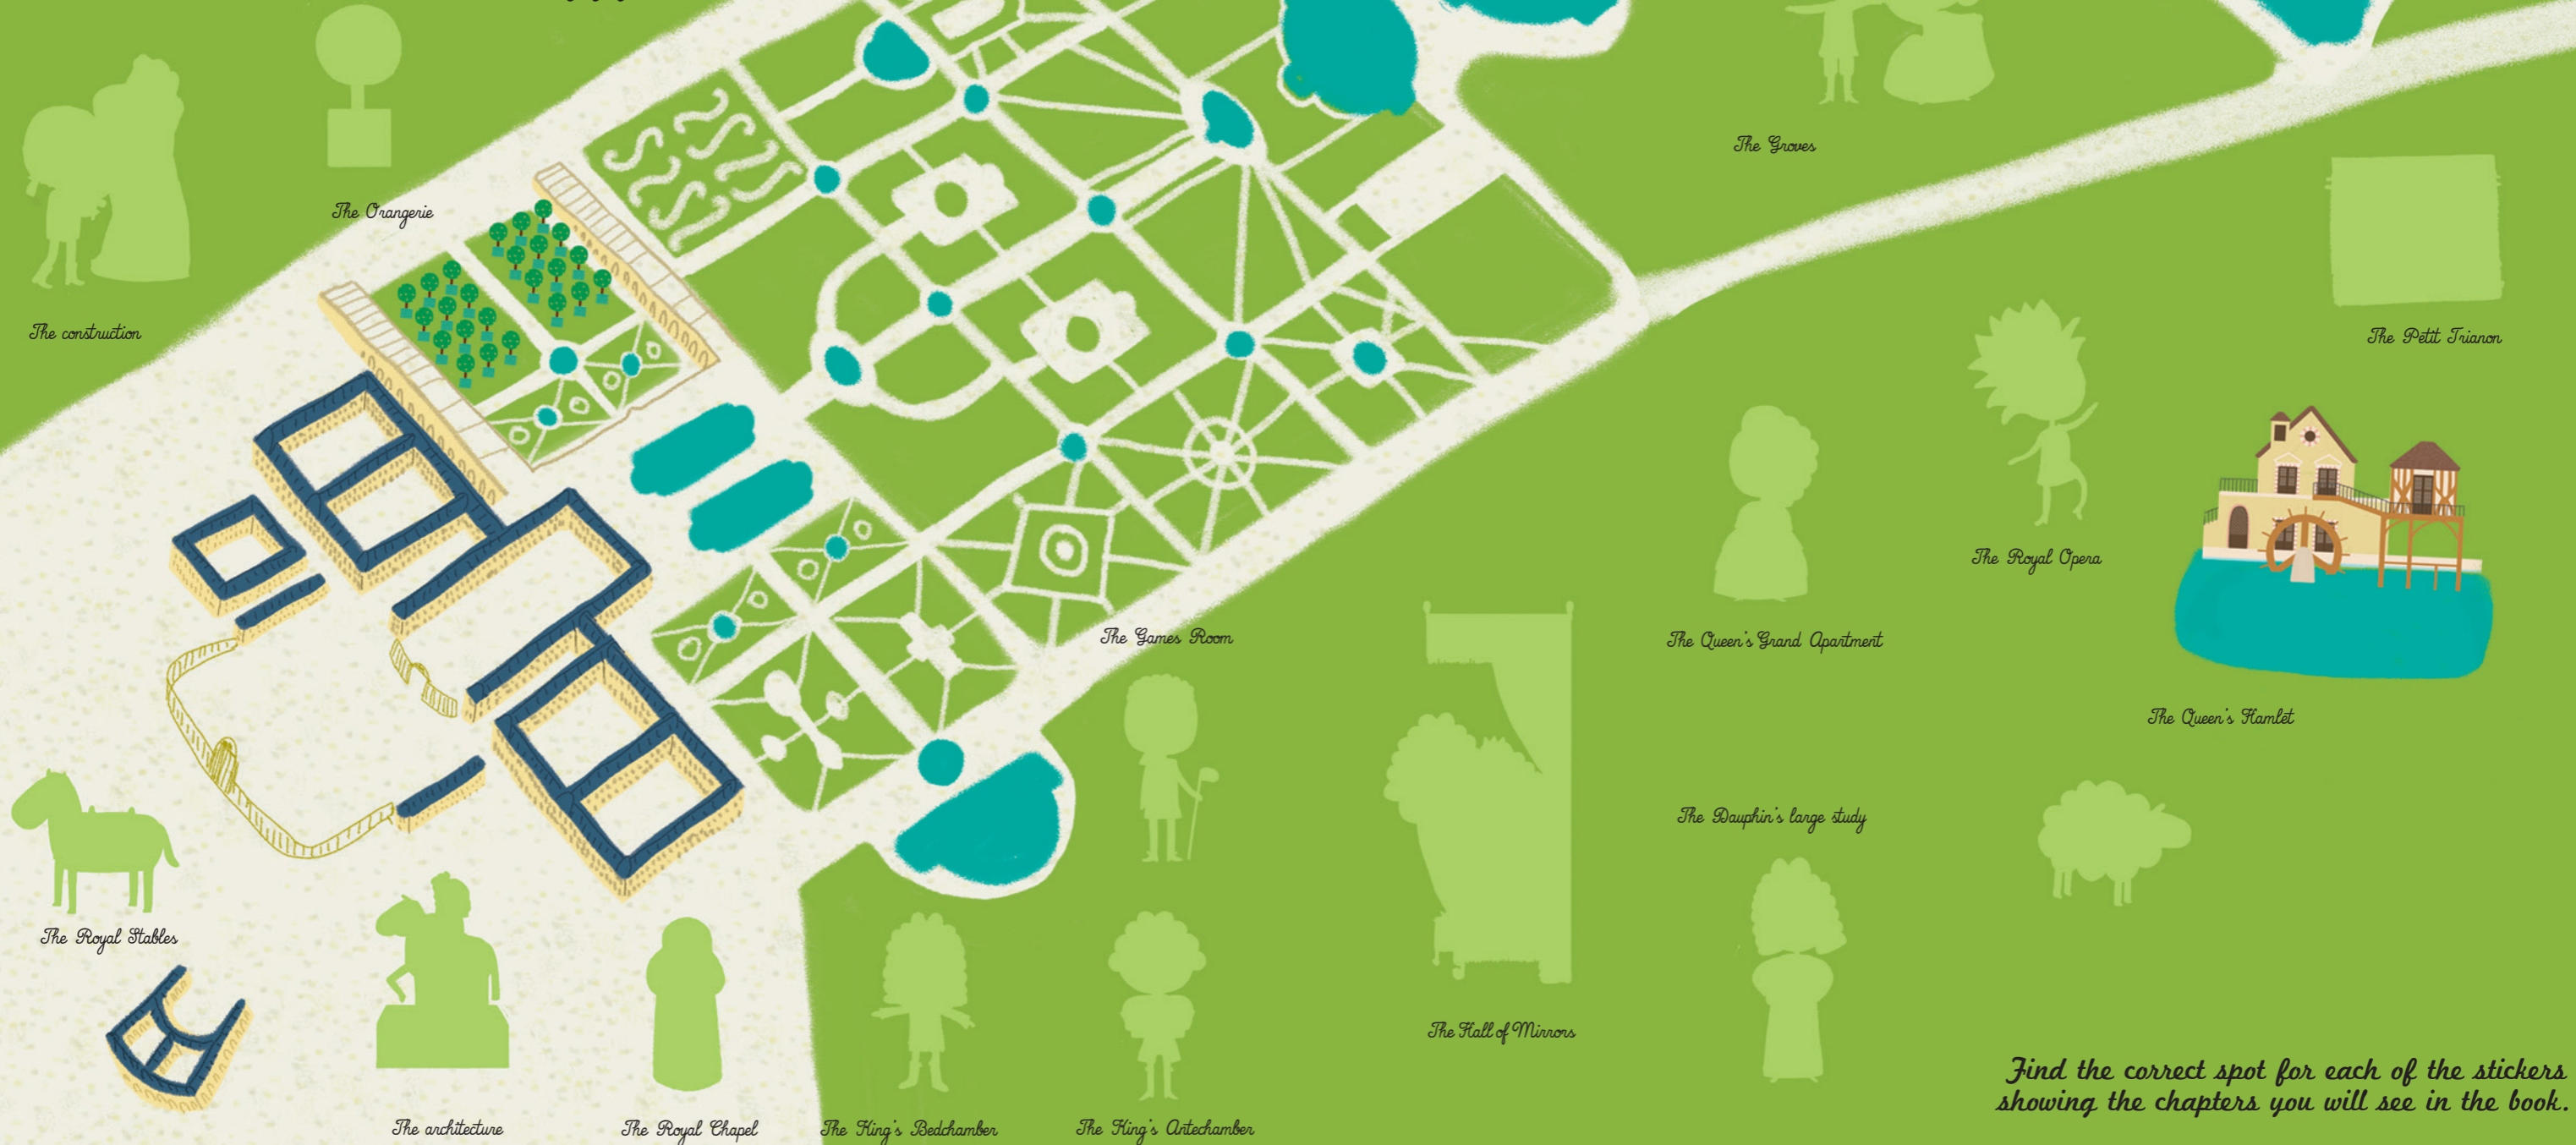 The Groves
The Orangerie
The construction
The Petit Trianon
The Royal Opera
The Games Room
The Queen's Grand Apartment
The Queen's Hamlet
The Dauphin's large study
The Royal Stables
The Hall of Mirrors
The architecture
The Royal Chapel
The King's Bedchamber
The King's Antechamber
Find the correct spot for each of the stickers
showing the chapters you will see in the book.